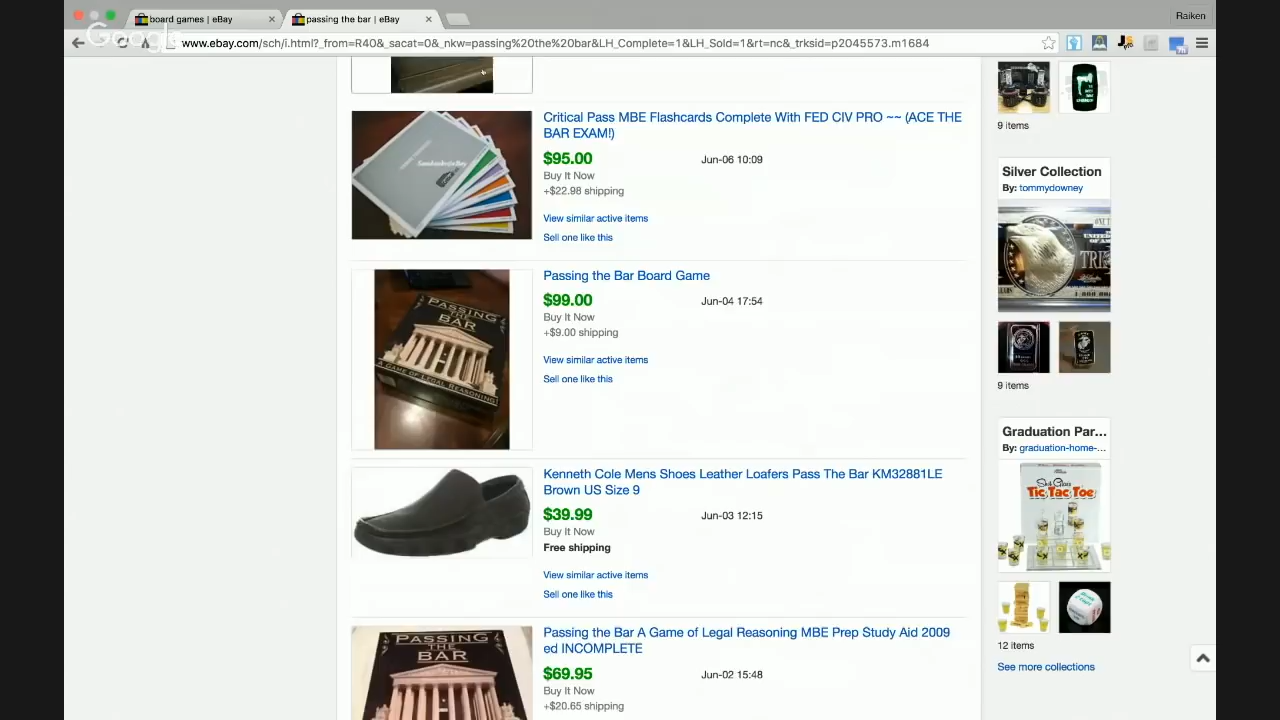 board games | eBay
passing the bar | eBay
Raiken
Google
www.ebay.com/sch/i.html?_from=R40&_sacat=0&_nkw=passing%20the%20bar&LH_Complete=1&LH_Sold=1&rt=nc&_trksid=p2045573.m1684
Critical Pass MBE Flashcards Complete With FED CIV PRO ~~ (ACE THE
BAR EXAM!)
$95.00
Jun-06 10:09
Buy It Now
+$22.98 shipping
View similar active items
Sell one like this
PASSING
THE
BAR
A GAME OF LEGAL REASONING!
Passing the Bar Board Game
$99.00
Jun-04 17:54
Buy It Now
+$9.00 shipping
View similar active items
Sell one like this
Kenneth Cole Mens Shoes Leather Loafers Pass The Bar KM32881LE
Brown US Size 9
$39.99
Jun-03 12:15
Buy It Now
Free shipping
View similar active items
Sell one like this
PASSING
THE
BAR
Passing the Bar A Game of Legal Reasoning MBE Prep Study Aid 2009
ed INCOMPLETE
$69.95
Jun-02 15:48
Buy It Now
+$20.65 shipping
9 items
Silver Collection
By: tommydowney
9 items
Graduation Par...
By: graduation-home-...
Shot Glass
Tic Tac Toe
12 items
See more collections